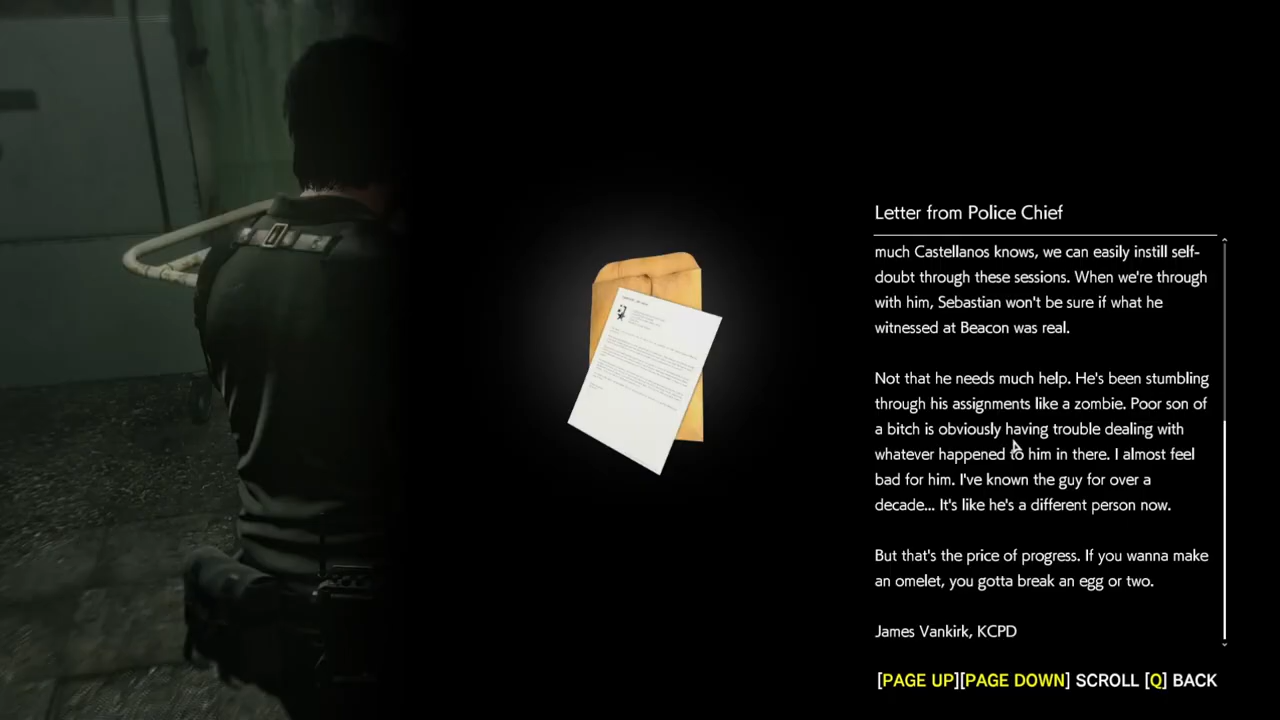 Letter from Police Chief
much Castellanos knows, we can easily instill self-
doubt through these sessions. When we're through
with him, Sebastian won't be sure if what he
witnessed at Beacon was real.
Not that he needs much help. He's been stumbling
through his assignments like a zombie. Poor son of
a bitch is obviously having trouble dealing with
whatever happened to him in there. I almost feel
bad for him. I've known the guy for over a
decade... It's like he's a different person now.
But that's the price of progress. If you wanna make
an omelet, you gotta break an egg or two.
James Vankirk, KCPD
[PAGE UP][PAGE DOWN] SCROLL [Q] BACK